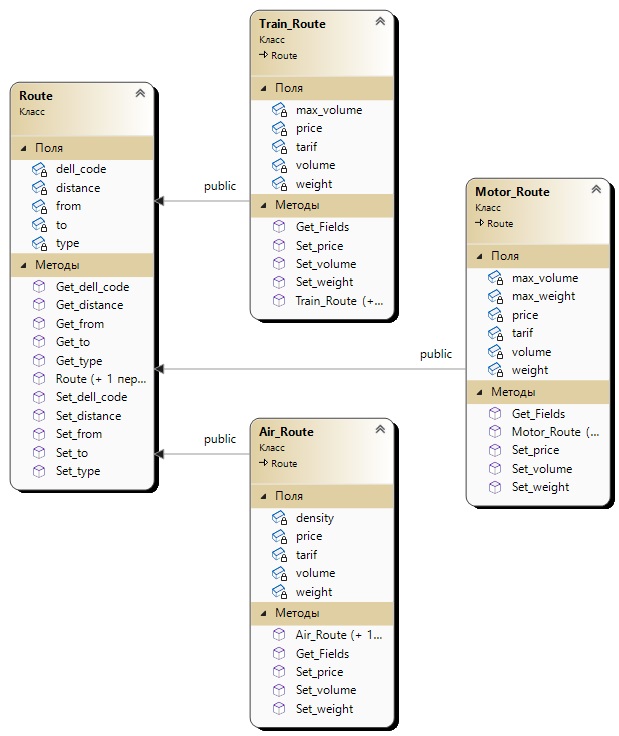 Route
Класс
Поля
dell_code
distance
from
to
type
Методы
Get_dell_code
Get_distance
Get_from
Get_to
Get_type
Route (+ 1 пер...
Set_dell_code
Set_distance
Set_from
Set_to
Set_type
public
public
public
Train_Route
Класс
Route
Поля
max_volume
price
tarif
volume
weight
Методы
Get_Fields
Set_price
Set_volume
Set_weight
Train_Route (+...
Air_Route
Класс
Route
Поля
density
price
tarif
volume
weight
Методы
Air_Route (+ 1...
Get_Fields
Set_price
Set_volume
Set_weight
Motor_Route
Класс
Route
Поля
max_volume
max_weight
price
tarif
volume
weight
Методы
Get_Fields
Motor_Route (...
Set_price
Set_volume
Set_weight